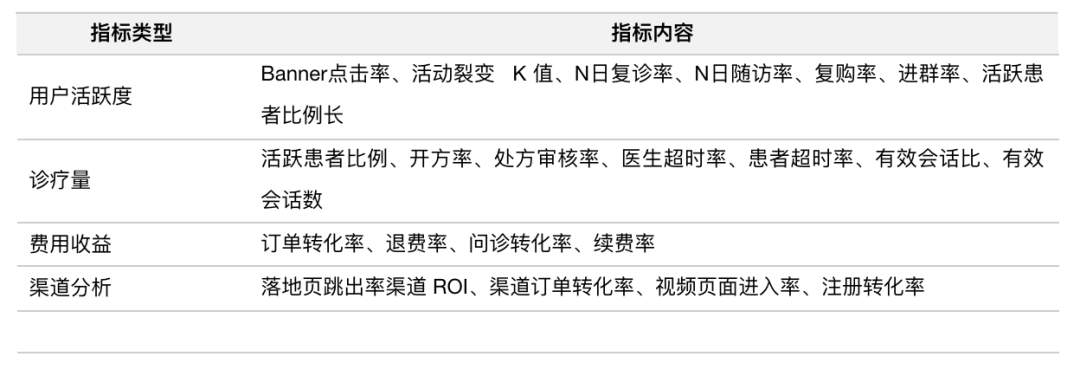 指标类型 指标内容
用户活跃度
Banner点击率、活动裂变 K 值、N日复诊率、N日随访率、复购率、进群率、活跃患
者比例长
诊疗量
活跃患者比例、开方率、处方审核率、医生超时率、患者超时率、有效会话比、有效
会话数
费用收益 订单转化率、退费率、问诊转化率、续费率
渠道分析 落地页跳出率渠道 ROI、渠道订单转化率、视频页面进入率、注册转化率